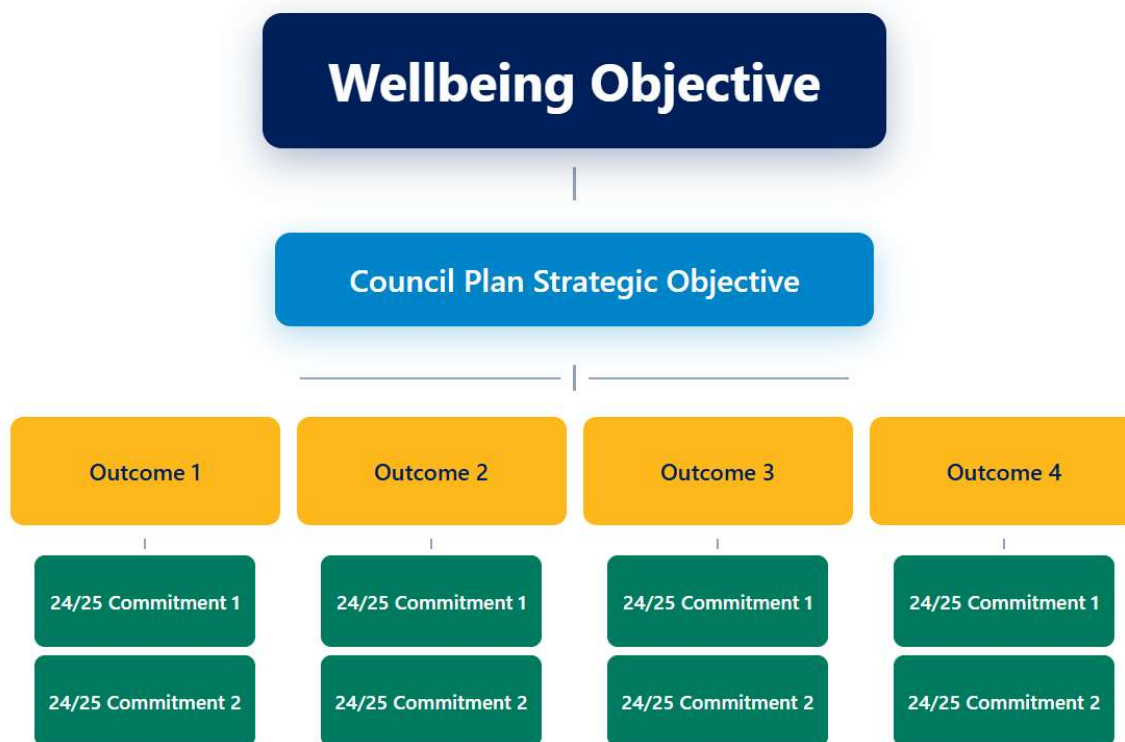 Wellbeing Objective
Council Plan Strategic Objective
Outcome 1
Outcome 2
Outcome 3
Outcome 4
24/25 Commitment 1
24/25 Commitment 1
24/25 Commitment 1
24/25 Commitment 1
24/25 Commitment 2
24/25 Commitment 2
24/25 Commitment 2
24/25 Commitment 2